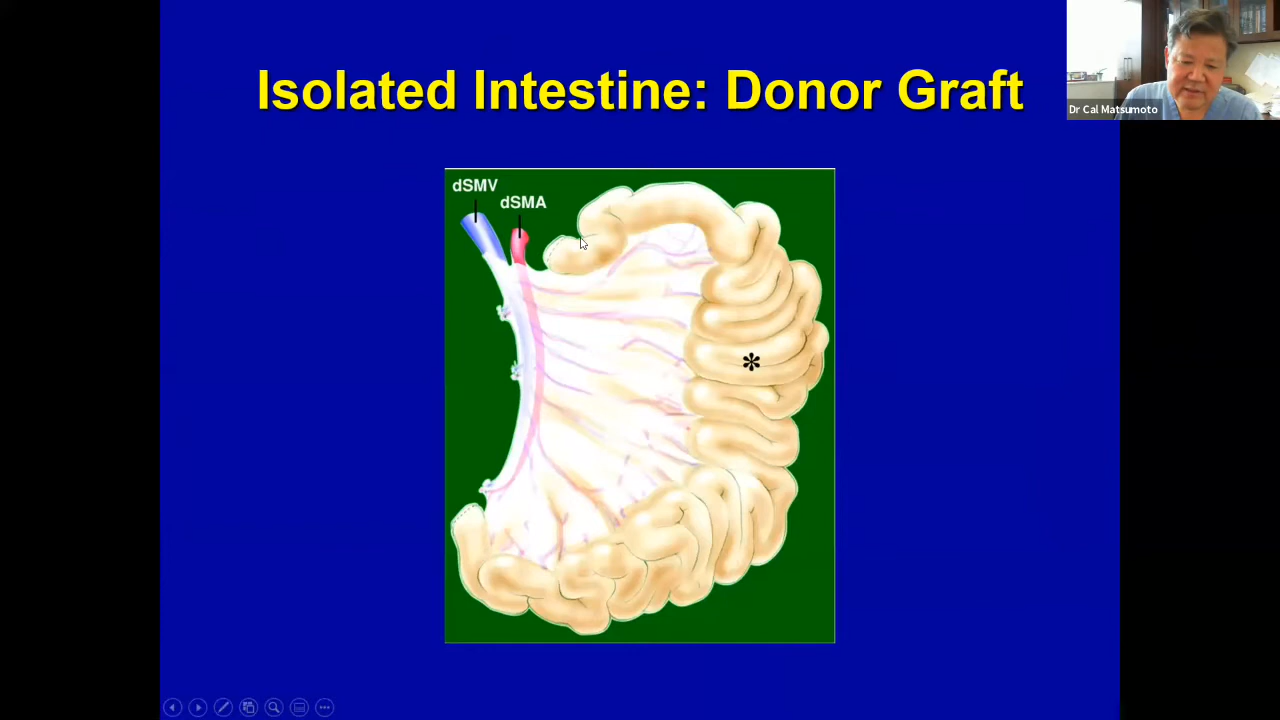 Isolated Intestine: Donor Graft
Dr Cal Matsumoto
dSMV
dSMA
*